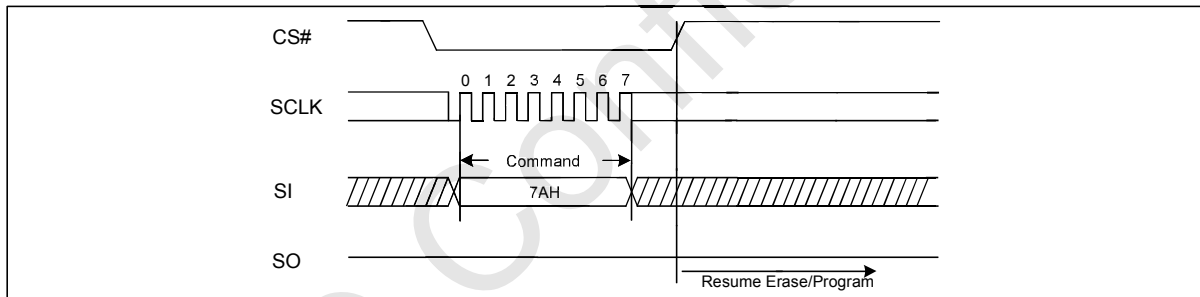 CS#
0 1 2 3 4 5 6 7
SCLK
Command
SI
7AH
SO
Resume Erase/Program